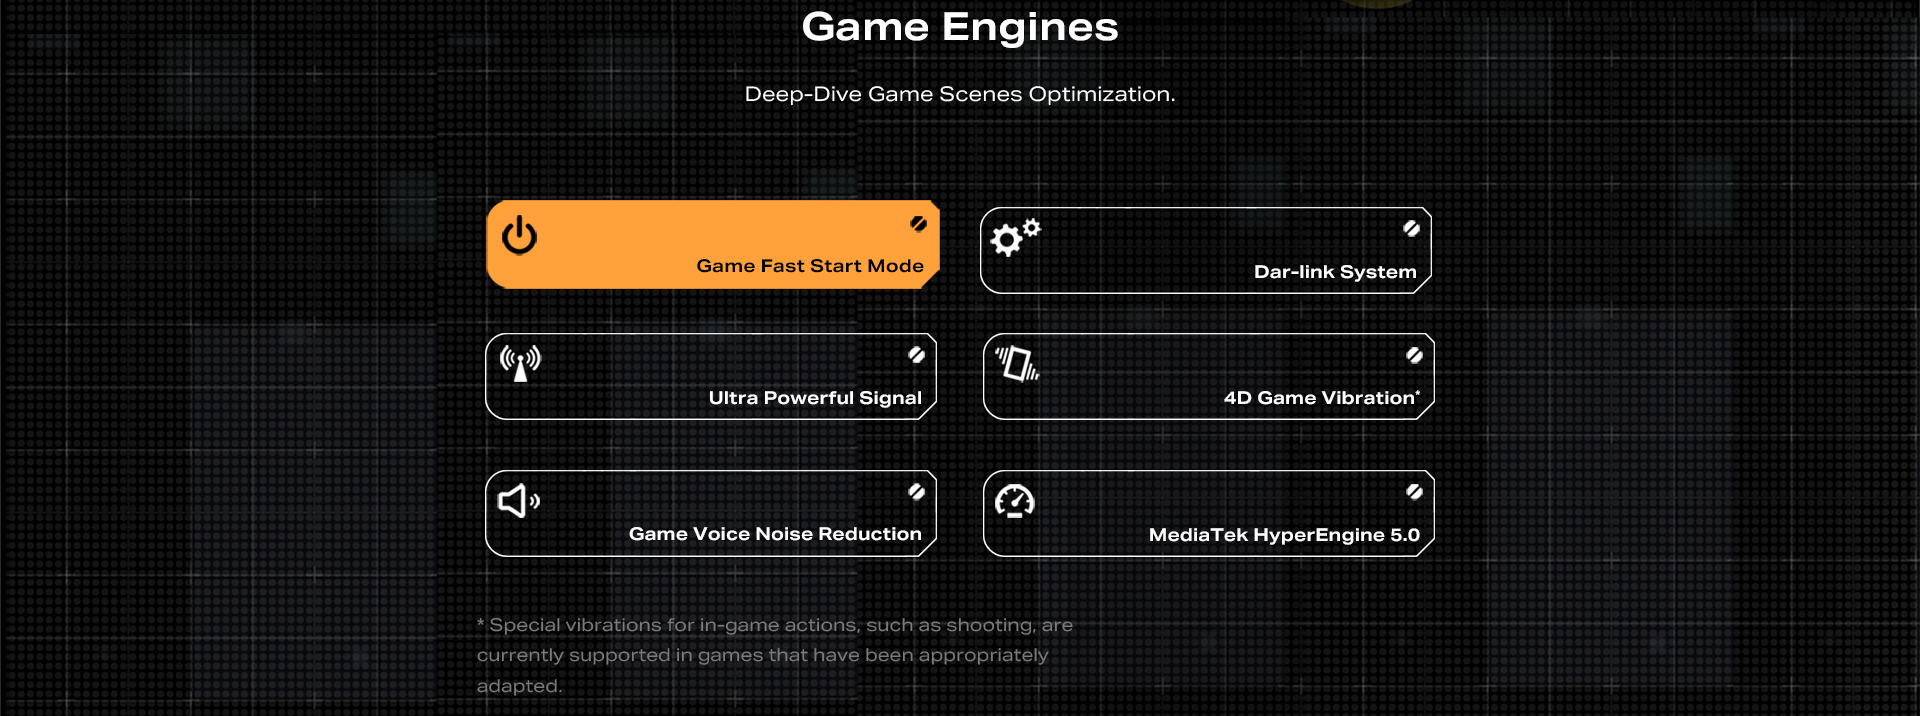 Game Engines
Deep-Dive Game Scenes Optimization.
Game Fast Start Mode
Dar-link System
Ultra Powerful Signal
4D Game Vibration*
Game Voice Noise Reduction
MediaTek HyperEngine 5.0
* Special vibrations for in-game actions, such as shooting, are
currently supported in games that have been appropriately
adapted.